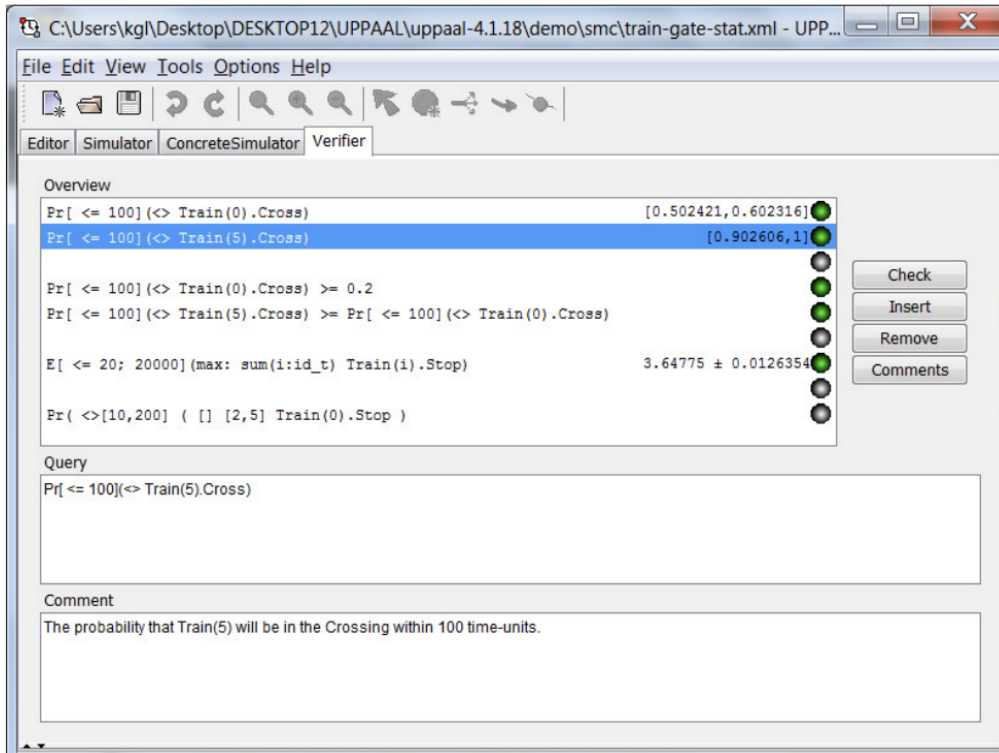 C:\Users\kgl\Desktop\DESKTOP12\UPPAAL\uppaal-4.1.18\demo\smc\train-gate-stat.xml - UPP...
File Edit View Tools Options Help
Editor Simulator ConcreteSimulator Verifier
Overview
Pr[ <= 100](<> Train(0).Cross) [0.502421,0.602316]
Pr[ <= 100](<> Train(5).Cross) [0.902606,1]
Pr[ <= 100](<> Train(0).Cross) >= 0.2
Check
Pr[ <= 100](<> Train(5).Cross) >= Pr[ <= 100](<> Train(0).Cross)
Insert
Remove
E[ <= 20; 20000](max: sum(i:id_t) Train(i).Stop) 3.64775 ± 0.0126354
Comments
Pr( <>[10,200] ( [] [2,5] Train(0).Stop )
Query
Pr[ <= 100](<> Train(5).Cross)
Comment
The probability that Train(5) will be in the Crossing within 100 time-units.